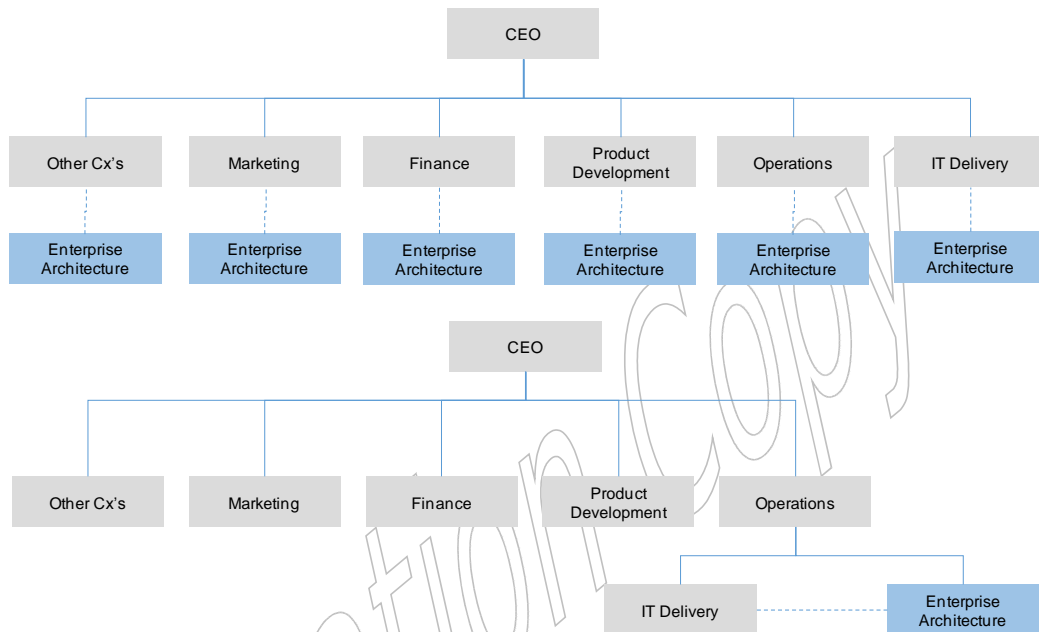 CEO
Other Cx's
Marketing
Finance
Product
Development
Operations
IT Delivery
Enterprise
Architecture
Enterprise
Architecture
Enterprise
Architecture
Enterprise
Architecture
Enterprise
Architecture
Enterprise
Architecture
CEO
Other Cx's
Marketing
Finance
Product
Development
Operations
IT Delivery
Enterprise
Architecture
Copy